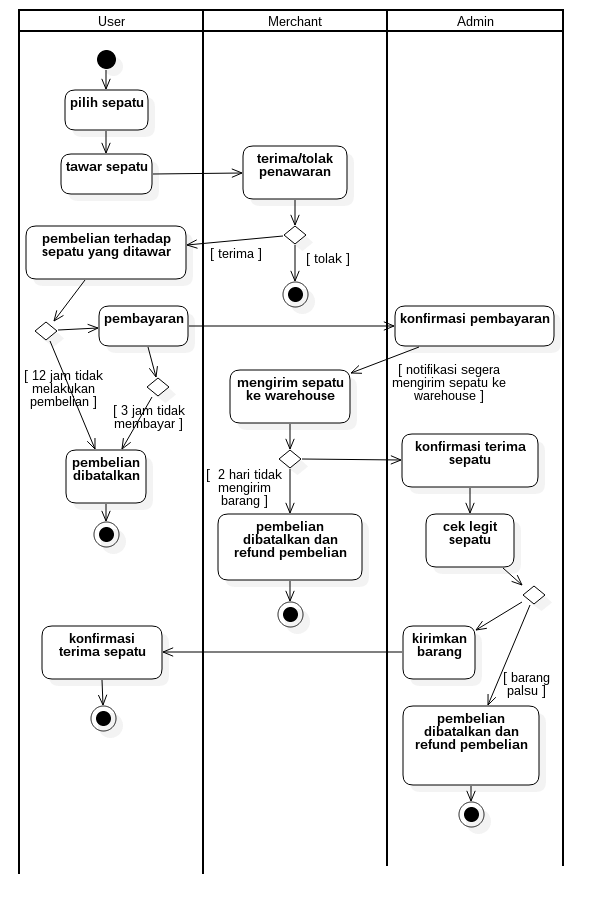 User
Merchant
Admin
pilih sepatu
tawar sepatu
terima/tolak
penawaran
pembelian terhadap
sepatu yang ditawar
[ terima ]
[ tolak ]
pembayaran
konfirmasi pembayaran
[ 12 jam tidak
melakukan
pembelian ]
[ 3 jam tidak
membayar ]
mengirim sepatu
ke warehouse
[ notifikasi segera
mengirim sepatu ke
warehouse ]
pembelian
dibatalkan
[ 2 hari tidak
mengirim
barang ]
konfirmasi terima
sepatu
pembelian
dibatalkan dan
refund pembelian
cek legit
sepatu
konfirmasi
terima sepatu
kirimkan
barang
[ barang
palsu ]
pembelian
dibatalkan dan
refund pembelian